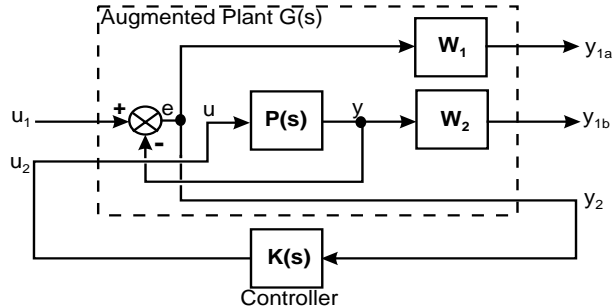 Augmented Plant G(s)
W1
y1a
u1
+
e
u
P(s)
y
W2
y1b
-
u2
y2
K(s)
Controller